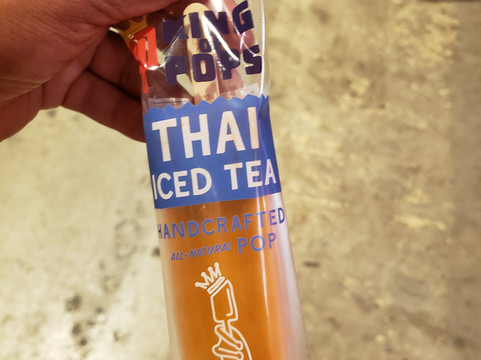 KING
OF
POPS
THAI
ICED TEA
HANDCRAFTED
ALL-NATURAL POP